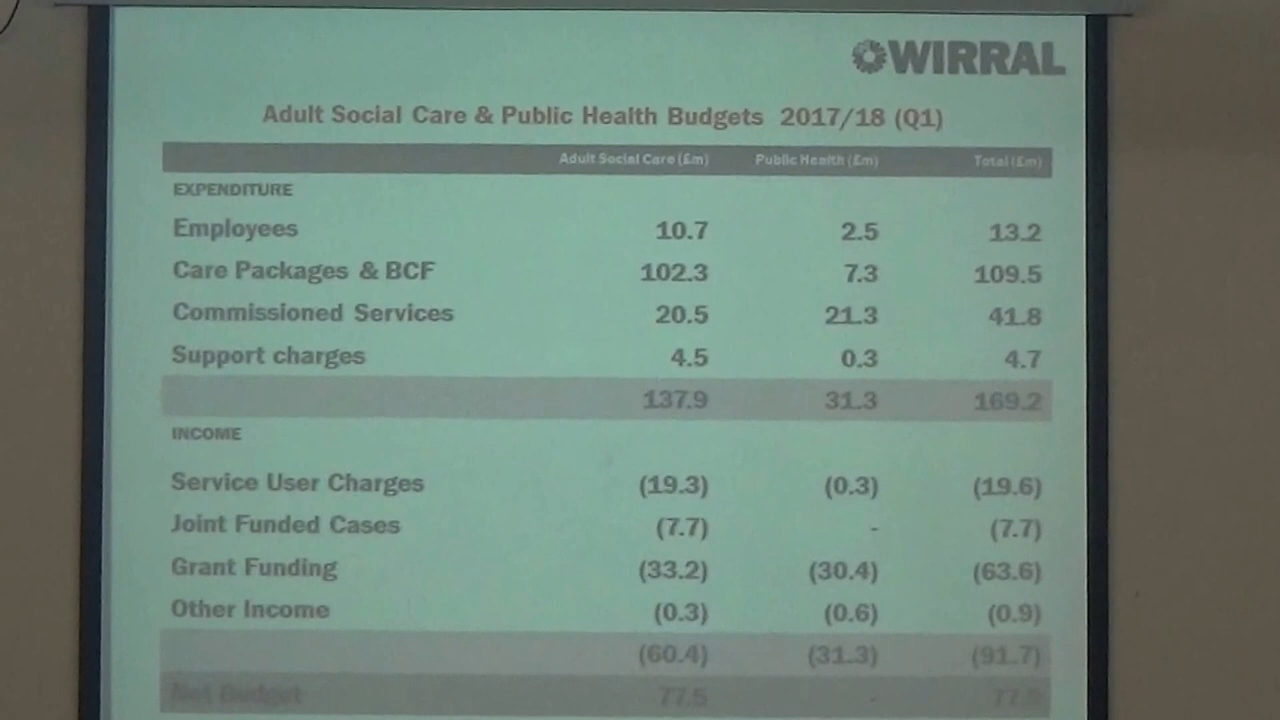 WIRRAL
Adult Social Care & Public Health Budgets 2017/18 (Q1)
Adult Social Care (£m) Public Health (£m) Total (£m)
EXPENDITURE
Employees 10.7 2.5 13.2
Care Packages & BCF 102.3 7.3 109.5
Commissioned Services 20.5 21.3 41.8
Support charges 4.5 0.3 4.7
137.9 31.3 169.2
INCOME
Service User Charges (19.3) (0.3) (19.6)
Joint Funded Cases (7.7) - (7.7)
Grant Funding (33.2) (30.4) (63.6)
Other Income (0.3) (0.6) (0.9)
(60.4) (31.3) (91.7)
Net Budget 77.5 -